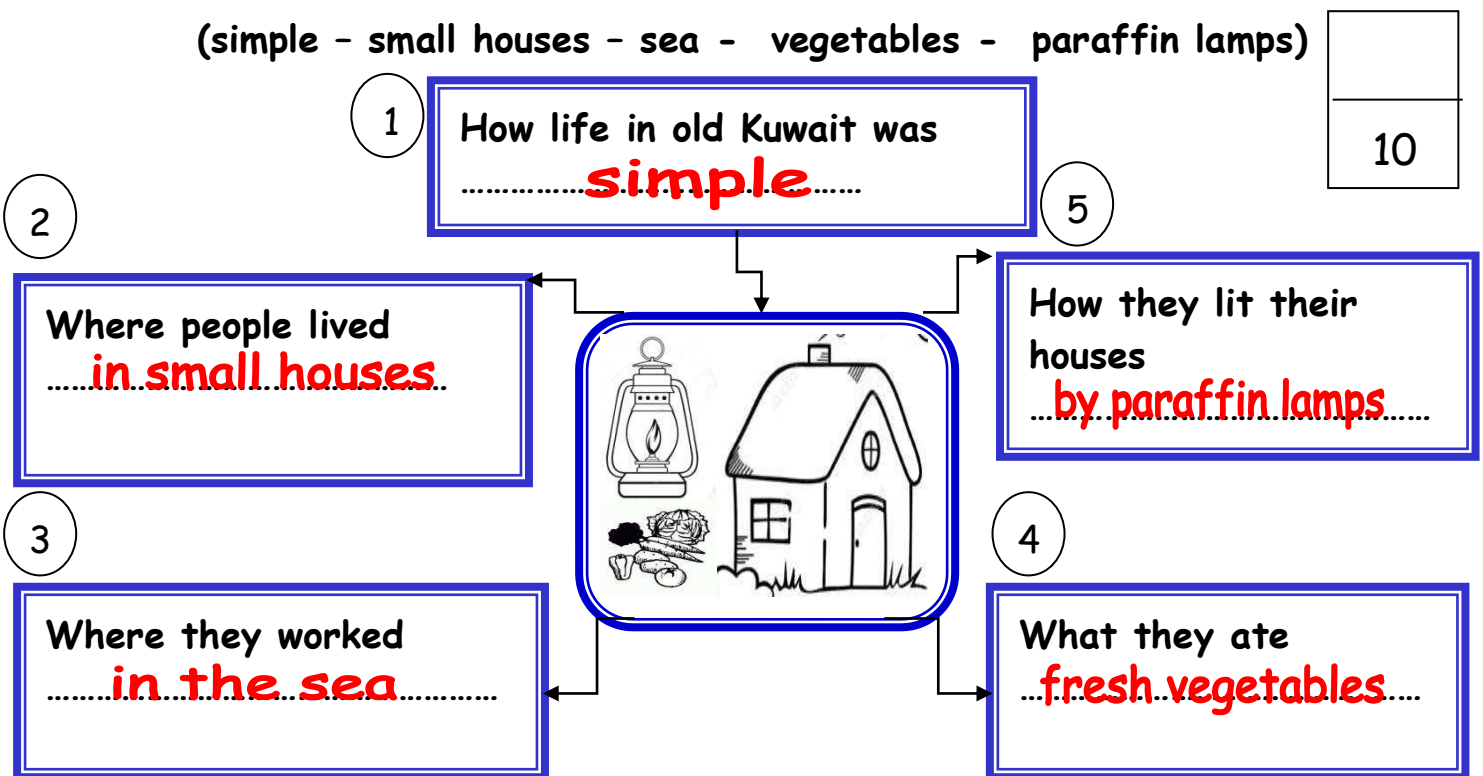 (simple – small houses – sea - vegetables - paraffin lamps)
10
1
How life in old Kuwait was
simple
2
Where people lived
in small houses
3
Where they worked
in the sea
4
What they ate
fresh vegetables
5
How they lit their
houses
by paraffin lamps